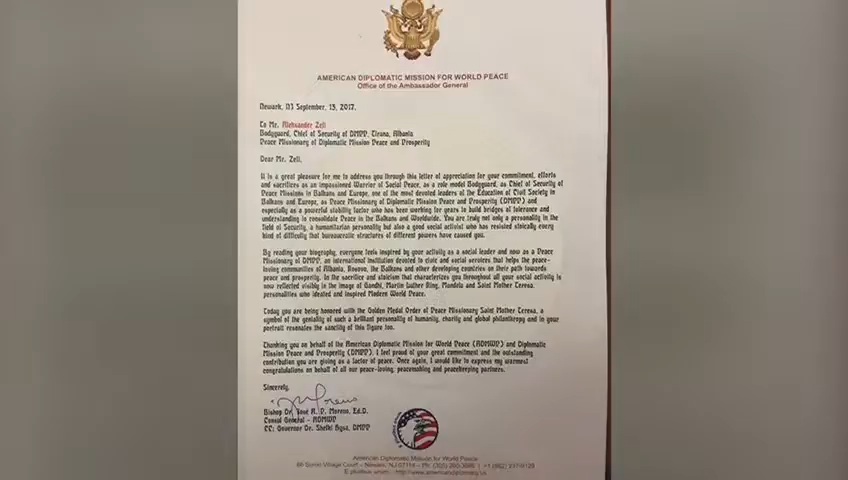 AMERICAN DIPLOMATIC MISSION FOR WORLD PEACE
Office of the Ambassador General
Newark, NJ September, 13, 2017.
To Mr. Aleksander Zeli
Bodyguard, Chief of Security of DMPP, Tirana, Albania
Peace Missionary of Diplomatic Mission Peace and Prosperity
Dear Mr. Zeli,
It is a great pleasure for me to address you through this letter of appreciation for your commitment, efforts
and sacrifices as an impassioned Warrior of Social Peace, as a role model Bodyguard, as Chief of Security of
Peace Missions in Balkans and Europe, one of the most devoted leaders of the Education of Civil Society in
Balkans and Europe, as Peace Missionary of Diplomatic Mission Peace and Prosperity (DMPP) and
especially as a powerful stability factor who has been working for years to build bridges of tolerance and
understanding to consolidate Peace in the Balkans and Worldwide. You are truly not only a personality in the
field of Security, a humanitarian personality but also a good social activist who has resisted stoically every
kind of difficulty that bureaucratic structures of different powers have caused you.
By reading your biography, everyone feels inspired by your activity as a social leader and now as a Peace
Missionary of DMPP, an international institution devoted to civic and social services that helps the peace-
loving communities of Albania, Kosovo, the Balkans and other developing countries on their path towards
peace and prosperity. In the sacrifice and stoicism that characterizes you throughout all your social activity is
now reflected visibly in the image of Gandhi, Martin Luther King, Mandela and Saint Mother Teresa,
personalities who ideated and inspired Modern World Peace.
Today you are being honored with the Golden Medal Order of Peace Missionary Saint Mother Teresa, a
symbol of the geniality of such a brilliant personality of humanity, charity and global philanthropy and in your
portrait resonates the sanctity of this figure too.
Thanking you on behalf of the American Diplomatic Mission for World Peace (ADMWP) and Diplomatic
Mission Peace and Prosperity (DMPP), I feel proud of your great commitment and the outstanding
contribution you are giving as a factor of peace. Once again, I would like to express my warmest
congratulations on behalf of all our peace-loving, peacemaking and peacekeeping partners.
Sincerely,
Bishop Dr. José R. P. Moreno, Ed.D.
Consul General - ADMWP
CC: Governor Dr. Shefki Hysa, DMPP
American Diplomatic Mission for World Peace
Village Court - Newark, NJ